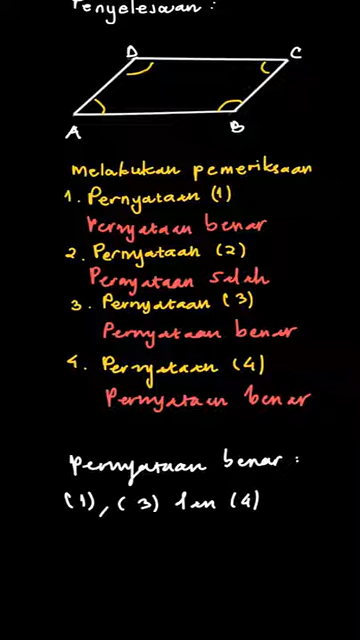 Penyelesaian :
D
C
A
B
Melakukan pemeriksaan
1. Pernyataan (1)
Pernyataan benar
2. Pernyataan (2)
Pernyataan salah
3. Pernyataan (3)
Pernyataan benar
4. Pernyataan (4)
Pernyataan benar
Pernyataan benar :
(1), (3) dan (4)